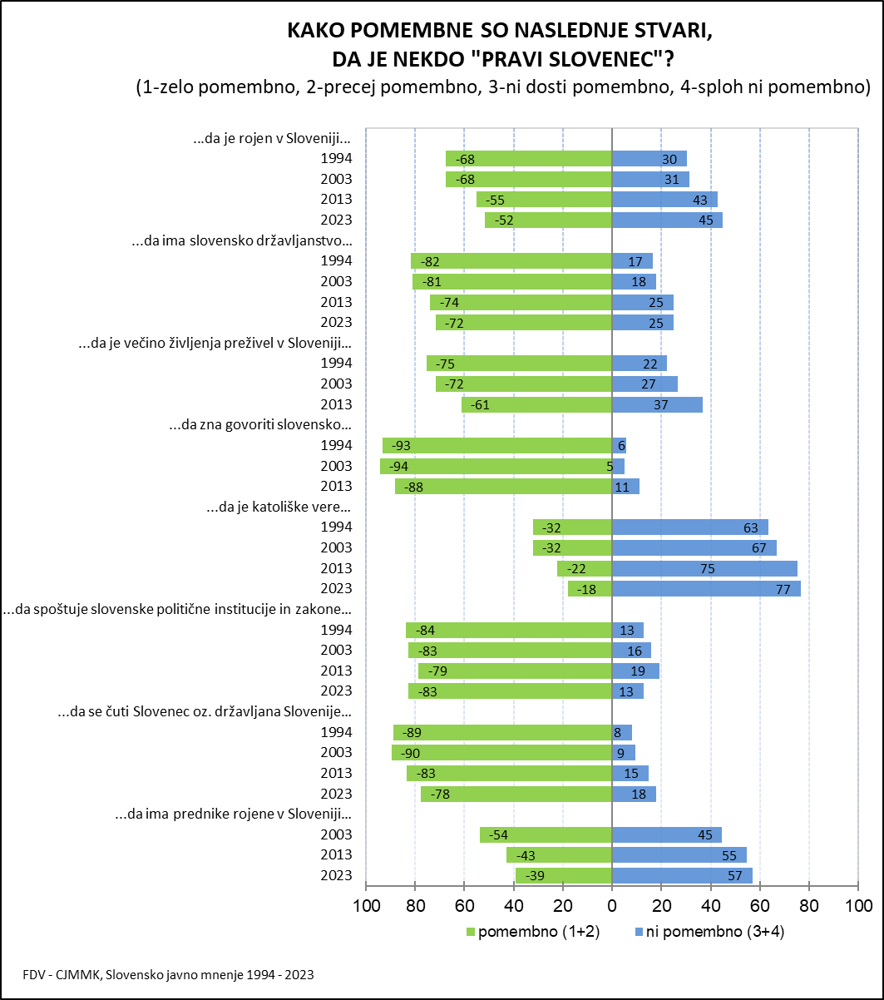 KAKO POMEMBNE SO NASLEDNJE STVARI,
DA JE NEKDO "PRAVI SLOVENEC"?
(1-zelo pomembno, 2-precej pomembno, 3-ni dosti pomembno, 4-sploh ni pomembno)
...da je rojen v Sloveniji...
1994 -68 30
2003 -68 31
2013 -55 43
2023 -52 45
...da ima slovensko državljanstvo...
1994 -82 17
2003 -81 18
2013 -74 25
2023 -72 25
...da je večino življenja preživel v Sloveniji...
1994 -75 22
2003 -72 27
2013 -61 37
...da zna govoriti slovensko...
1994 -93 6
2003 -94 5
2013 -88 11
...da je katoliške vere...
1994 -32 63
2003 -32 67
2013 -22 75
2023 -18 77
...da spoštuje slovenske politične institucije in zakone...
1994 -84 13
2003 -83 16
2013 -79 19
2023 -83 13
...da se čuti Slovenec oz. državljana Slovenije...
1994 -89 8
2003 -90 9
2013 -83 15
2023 -78 18
...da ima prednike rojene v Sloveniji...
2003 -54 45
2013 -43 55
2023 -39 57
100 80 60 40 20 0 20 40 60 80 100
pomembno (1+2) ni pomembno (3+4)
FDV - CJMMK, Slovensko javno mnenje 1994 - 2023